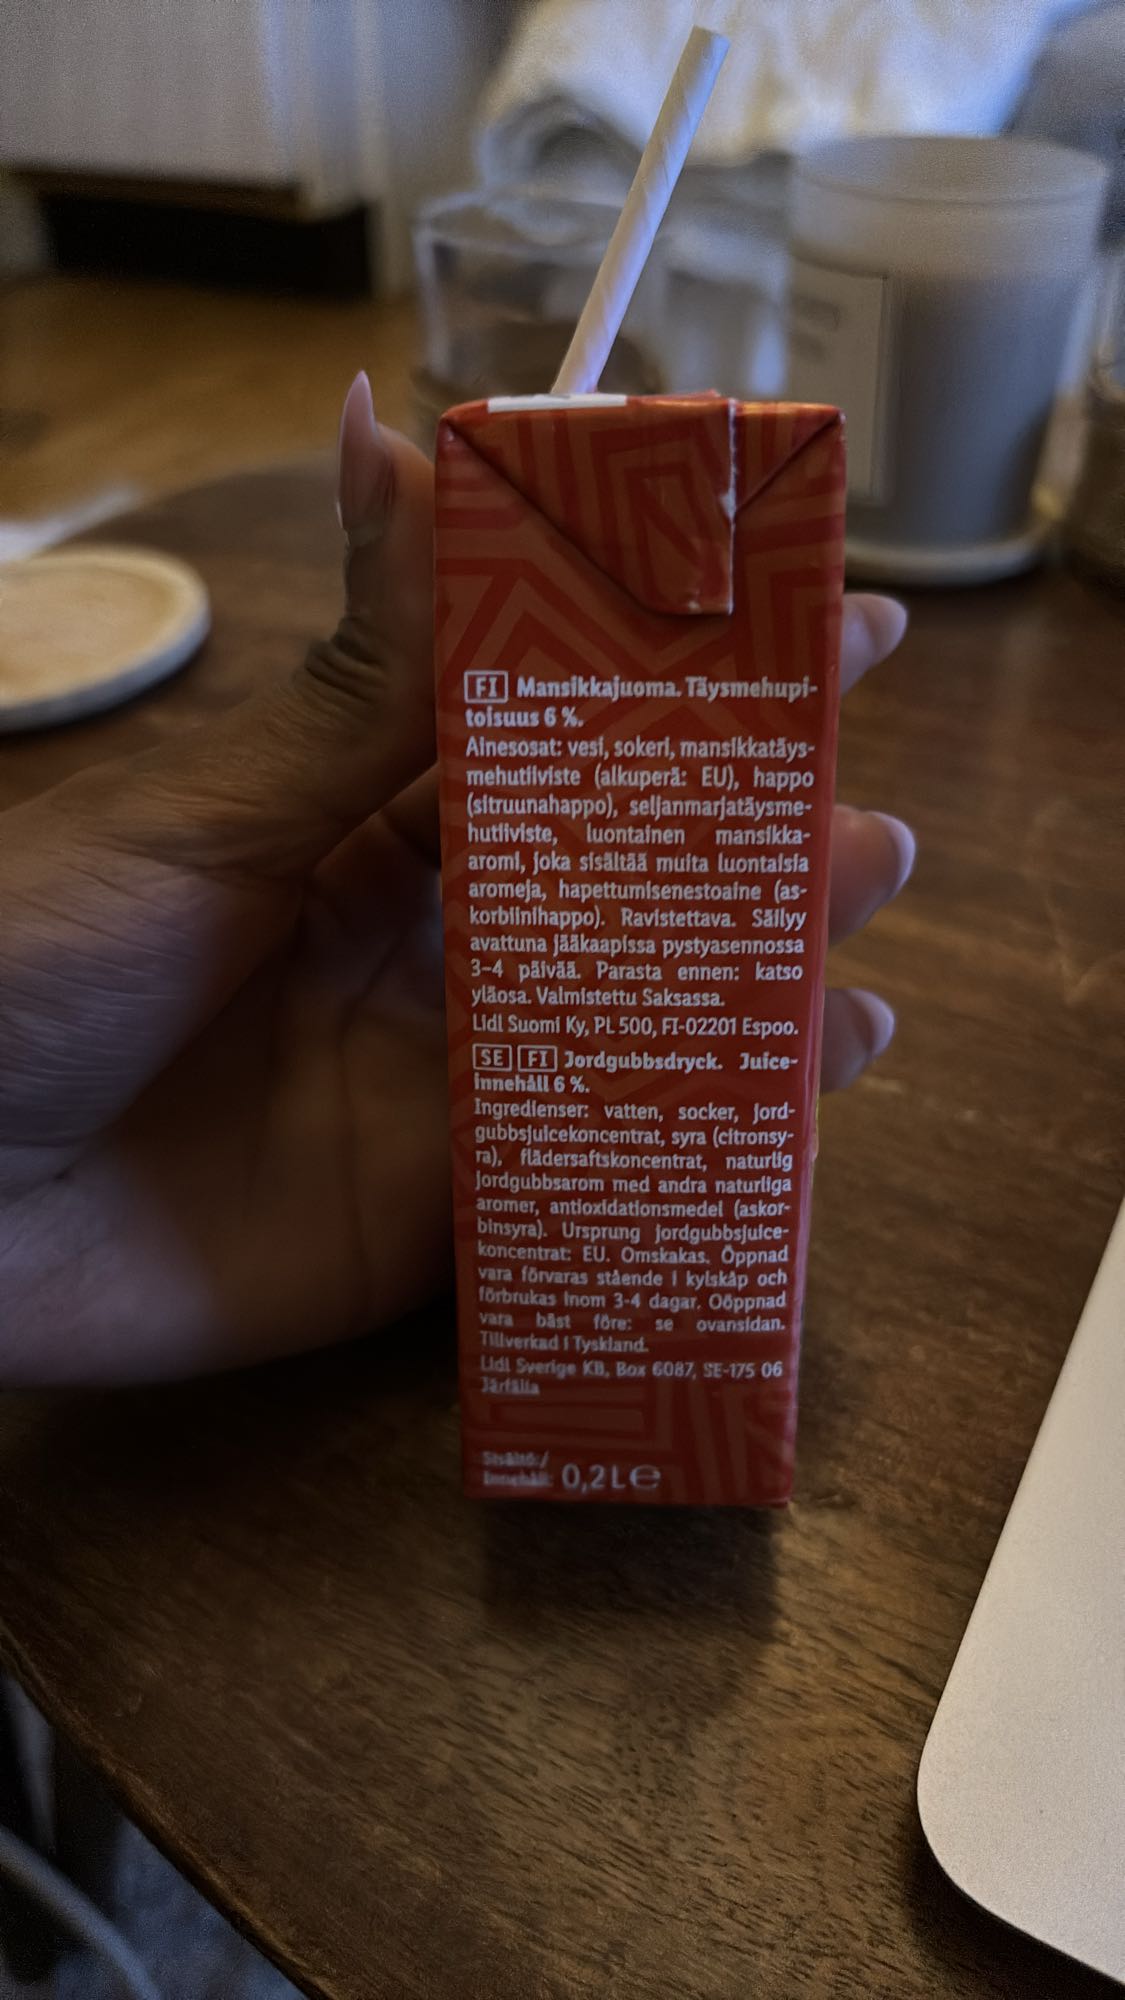 FI Mansikkajuoma. Täysmehupi-
toisuus 6 %.
Ainesosat: vesi, sokeri, mansikkatäys-
mehutiiviste (alkuperä: EU), happo
(sitruunahappo), seljanmarjatäysme-
hutiiviste, luontainen mansikka-
aromi, joka sisältää muita luontaisia
aromeja, hapettumisenestoaine (as-
korbiinihappo). Ravistettava. Säilyy
avattuna jääkaapissa pystyasennossa
3–4 päivää. Parasta ennen: katso
yläosa. Valmistettu Saksassa.
Lidl Suomi Ky, PL 500, FI-02201 Espoo.
SE FI Jordgubbsdryck. Juice-
innehåll 6 %.
Ingredienser: vatten, socker, jord-
gubbsjuicekoncentrat, syra (citronsy-
ra), flädersaftskoncentrat, naturlig
jordgubbsarom med andra naturliga
aromer, antioxidationsmedel (askor-
binsyra). Ursprung jordgubbsjuice-
koncentrat: EU. Omskakas. Öppnad
vara förvaras stående i kylskåp och
förbrukas inom 3-4 dagar. Oöppnad
vara bäst före: se ovansidan.
Tillverkad i Tyskland.
Lidl Sverige KB, Box 6087, SE-175 06
Järfälla
Sisältö:/
Innehåll: 0,2 L ℮